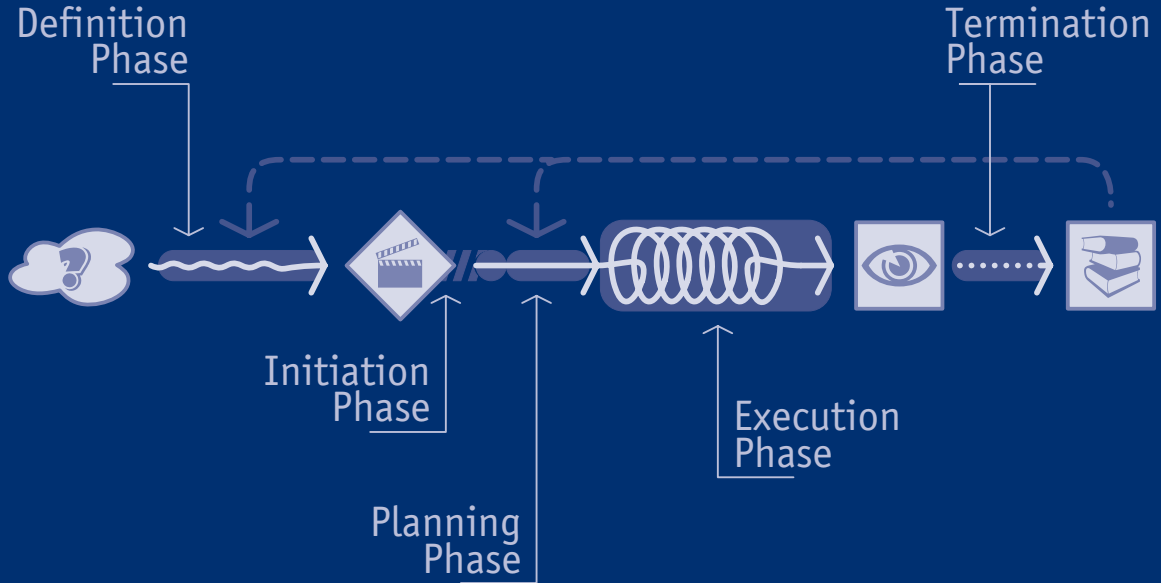 Definition
Phase
Termination
Phase
Initiation
Phase
Execution
Phase
Planning
Phase